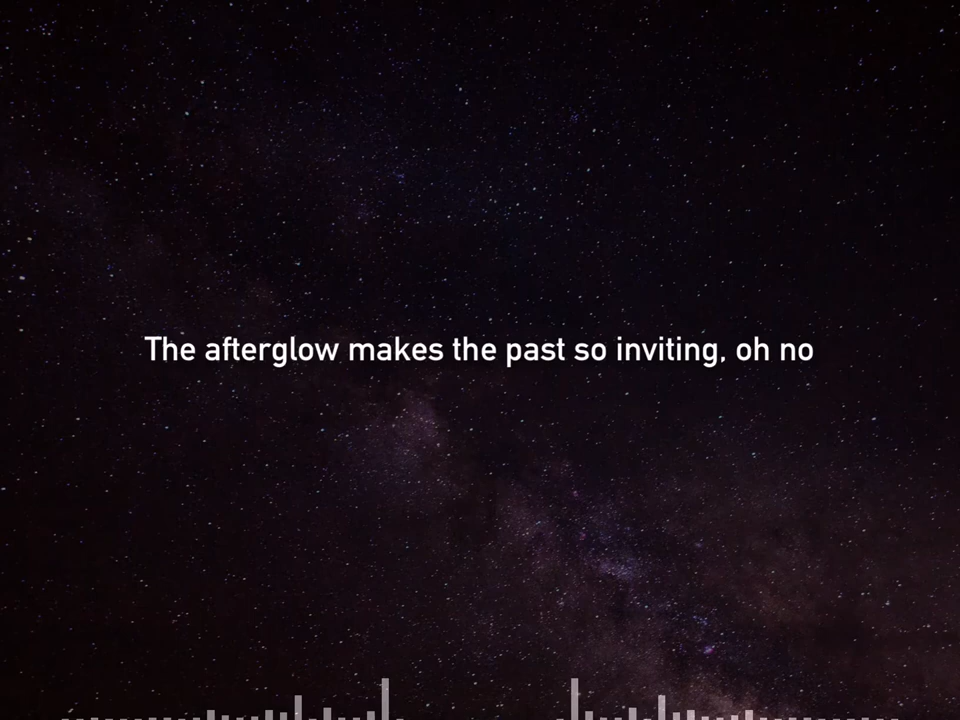 The afterglow makes the past so inviting, oh no